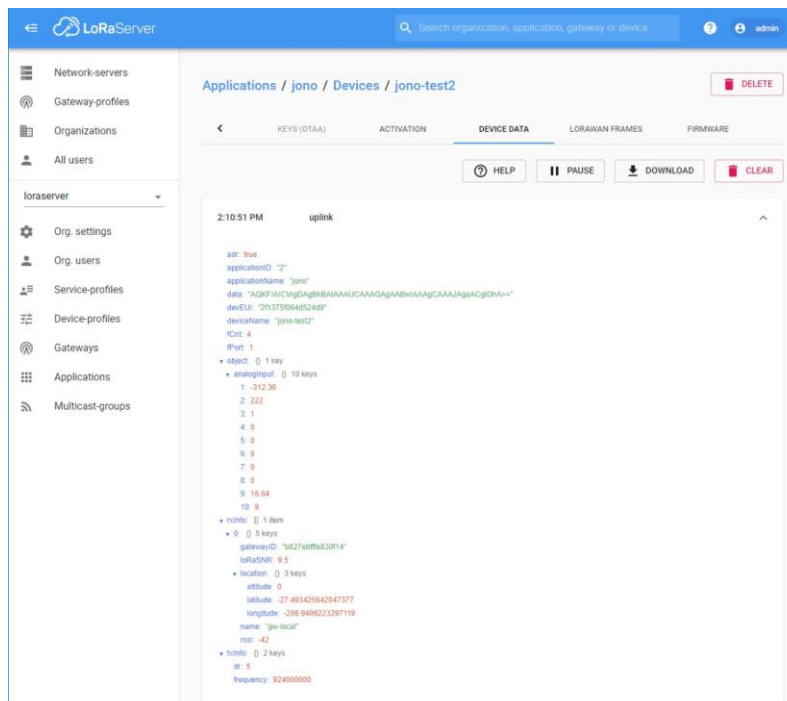 LoRaServer
Search organization, application, gateway or device
admin
Network-servers
Gateway-profiles
Organizations
All users
loraserver
Org. settings
Org. users
Service-profiles
Device-profiles
Gateways
Applications
Multicast-groups
Applications / jono / Devices / jono-test2
DELETE
KEYS (OTAA) ACTIVATION DEVICE DATA LORAWAN FRAMES FIRMWARE
HELP PAUSE DOWNLOAD CLEAR
2:10:51 PM uplink
adr: true
applicationID: "2"
applicationName: "jono"
data:
devEUI: "2f1375f064d524d9"
deviceName: "jono-test2"
fCnt: 4
fPort: 1
object: {} 1 key
analogInput: {} 10 keys
1: -312.36
2: 222
3: 1
4: 0
5: 0
6: 0
7: 0
8: 0
9: 16.64
10: 9
rxInfo: [] 1 item
0: {} 5 keys
gatewayID: "b827ebfffe830f14"
loRaSNR: 9.5
location: {} 3 keys
altitude: 0
latitude: -27.493425642047377
longitude: -206.9406223297119
name: "gw-local"
rssi: -42
txInfo: {} 2 keys
dr: 5
frequency: 924000000